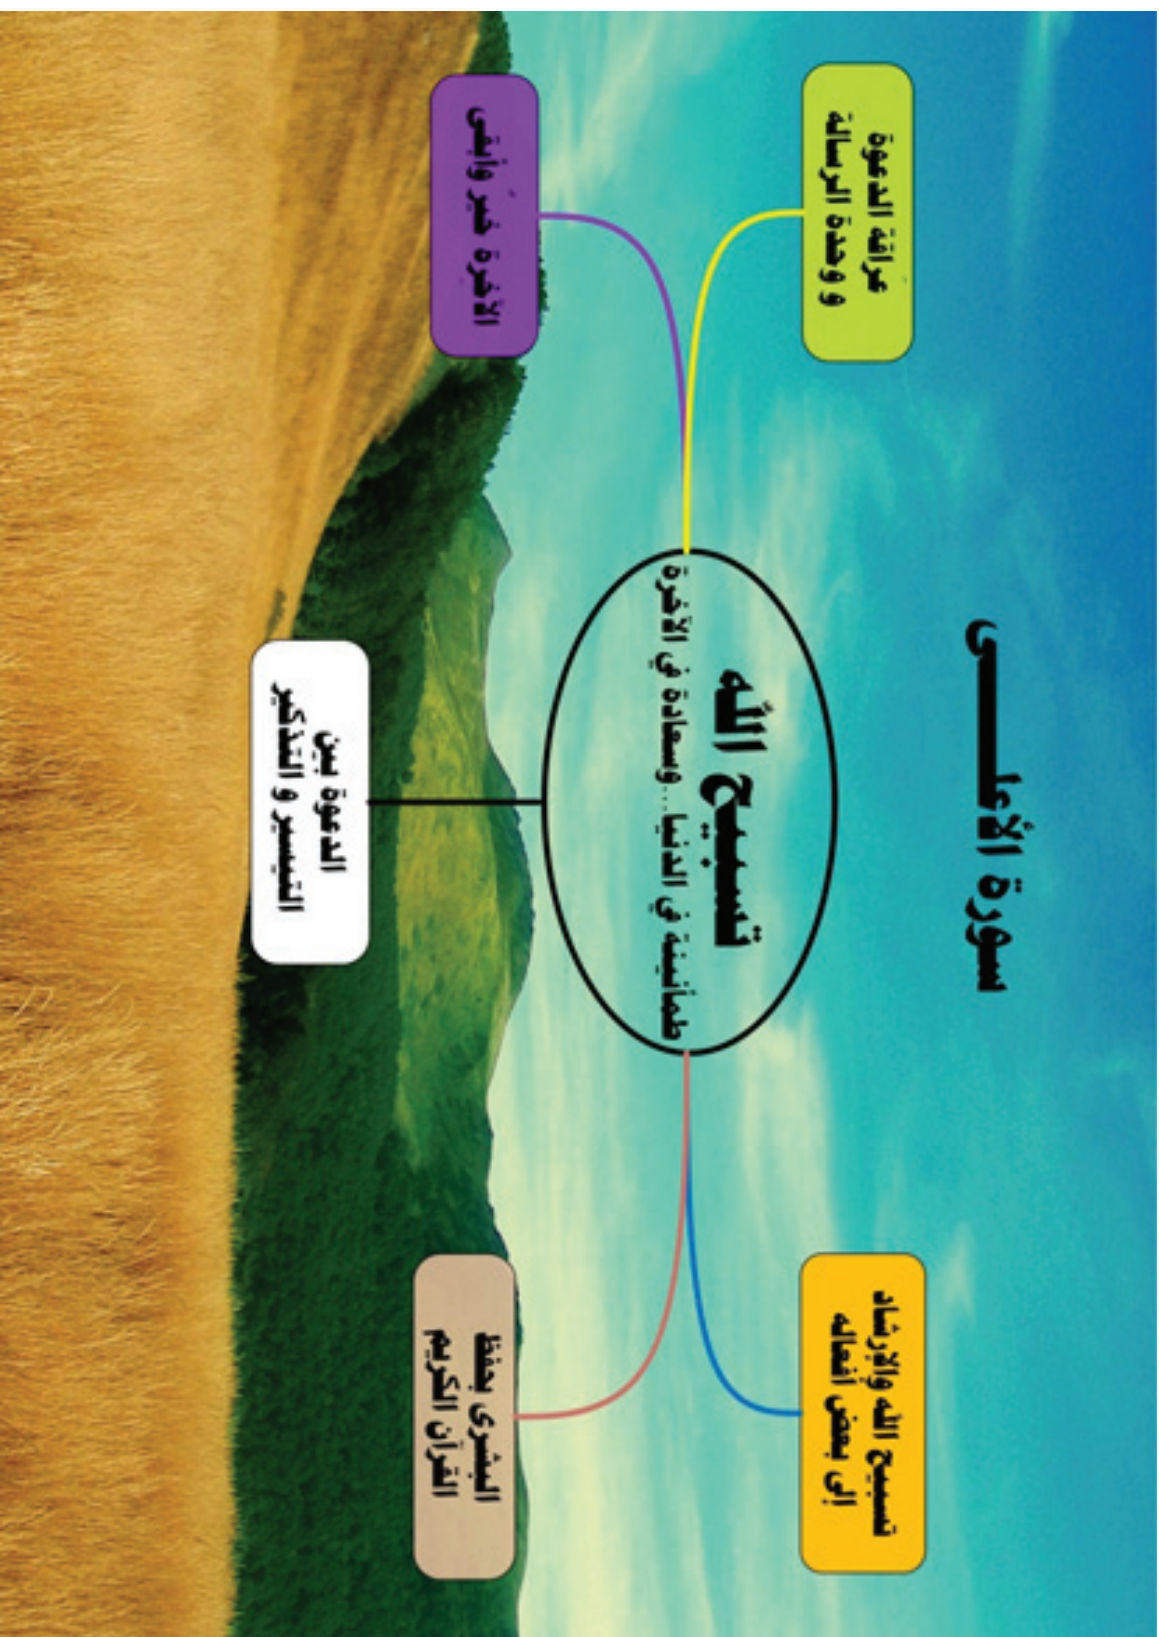 سورة الأعلـــــى
تسبيح الله
طمأنينة في الدنيا...وسعادة في الآخرة
تسبيح الله والإرشاد
إلى بعض أفعاله
البشرى بحفظ
القرآن الكريم
الدعوة بين
التيسير و التذكير
الآخرة خيرٌ وأبقى
عراقة الدعوة
و وحدة الرسالة